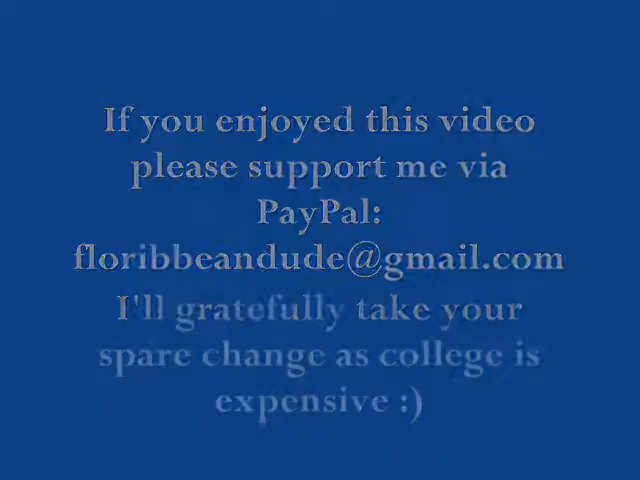 If you enjoyed this video
please support me via
PayPal:
floribbeandude@gmail.com
I'll gratefully take your
spare change as college is
expensive :)